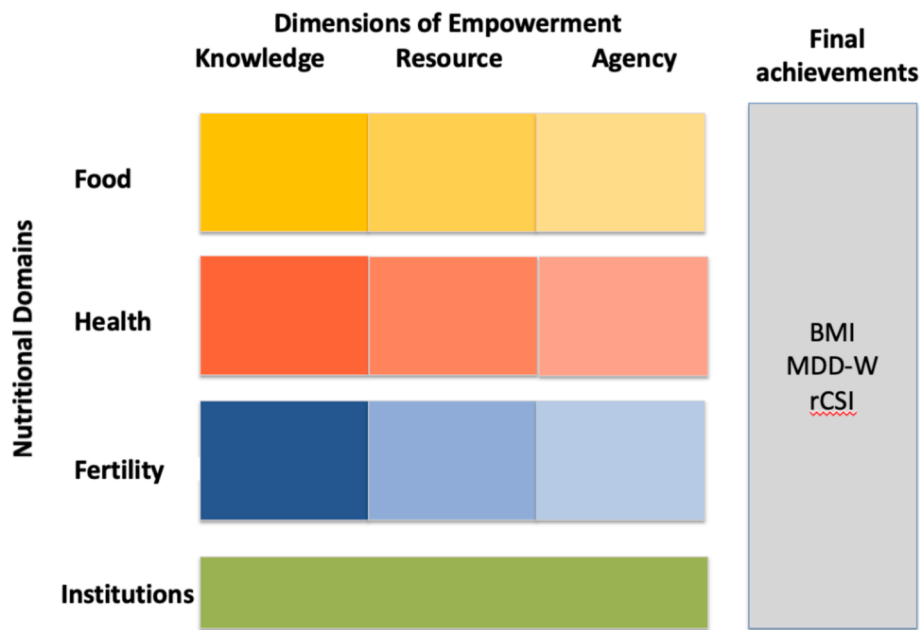 Dimensions of Empowerment
Knowledge
Resource
Agency
Final
achievements
Nutritional Domains
Food
Health
Fertility
Institutions
BMI
MDD-W
rCSI